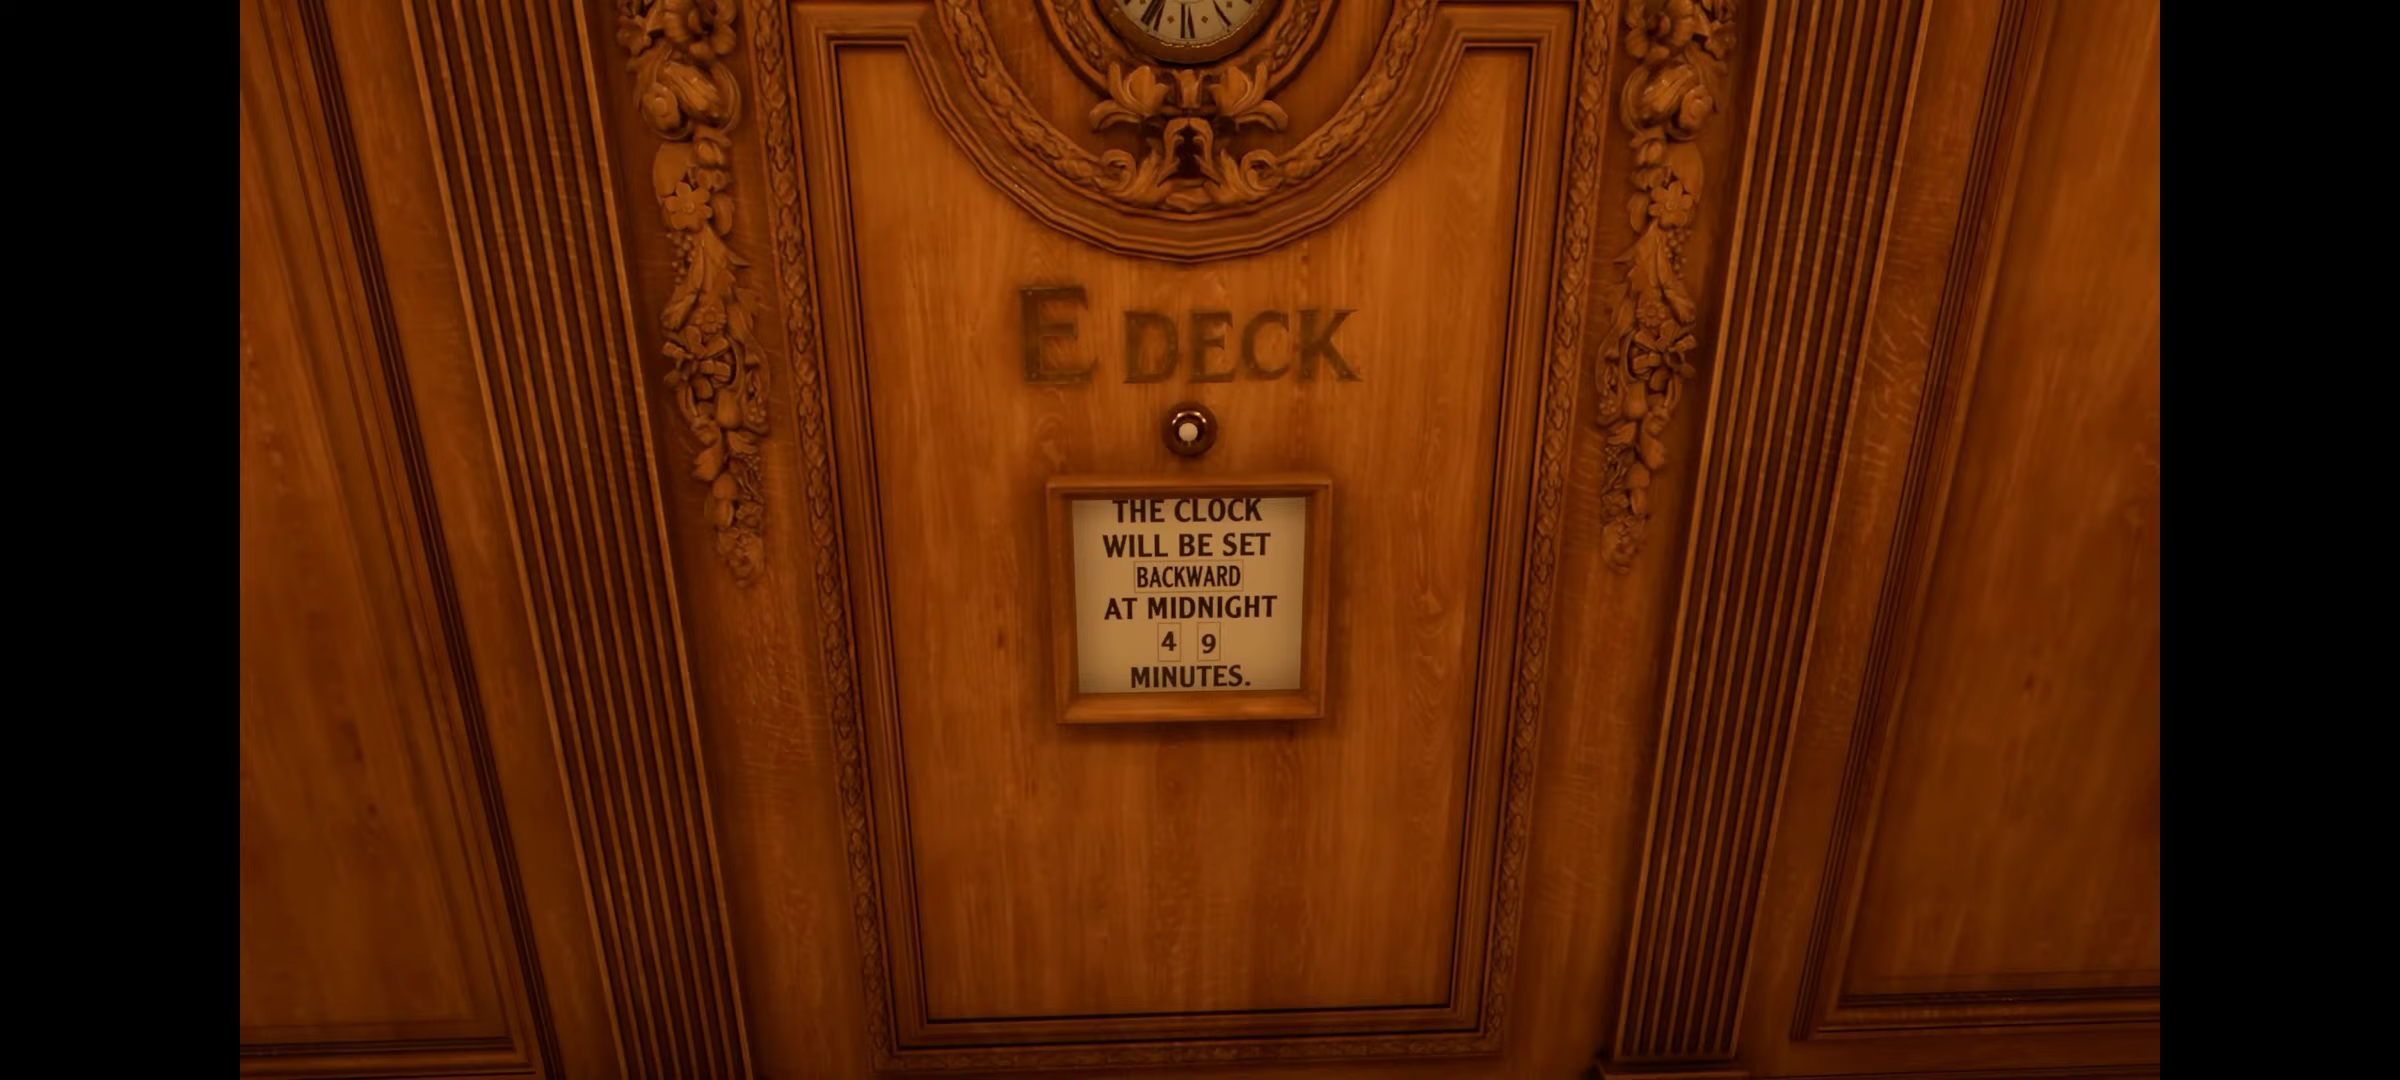 E DECK
THE CLOCK
WILL BE SET
BACKWARD
AT MIDNIGHT
4 9
MINUTES.